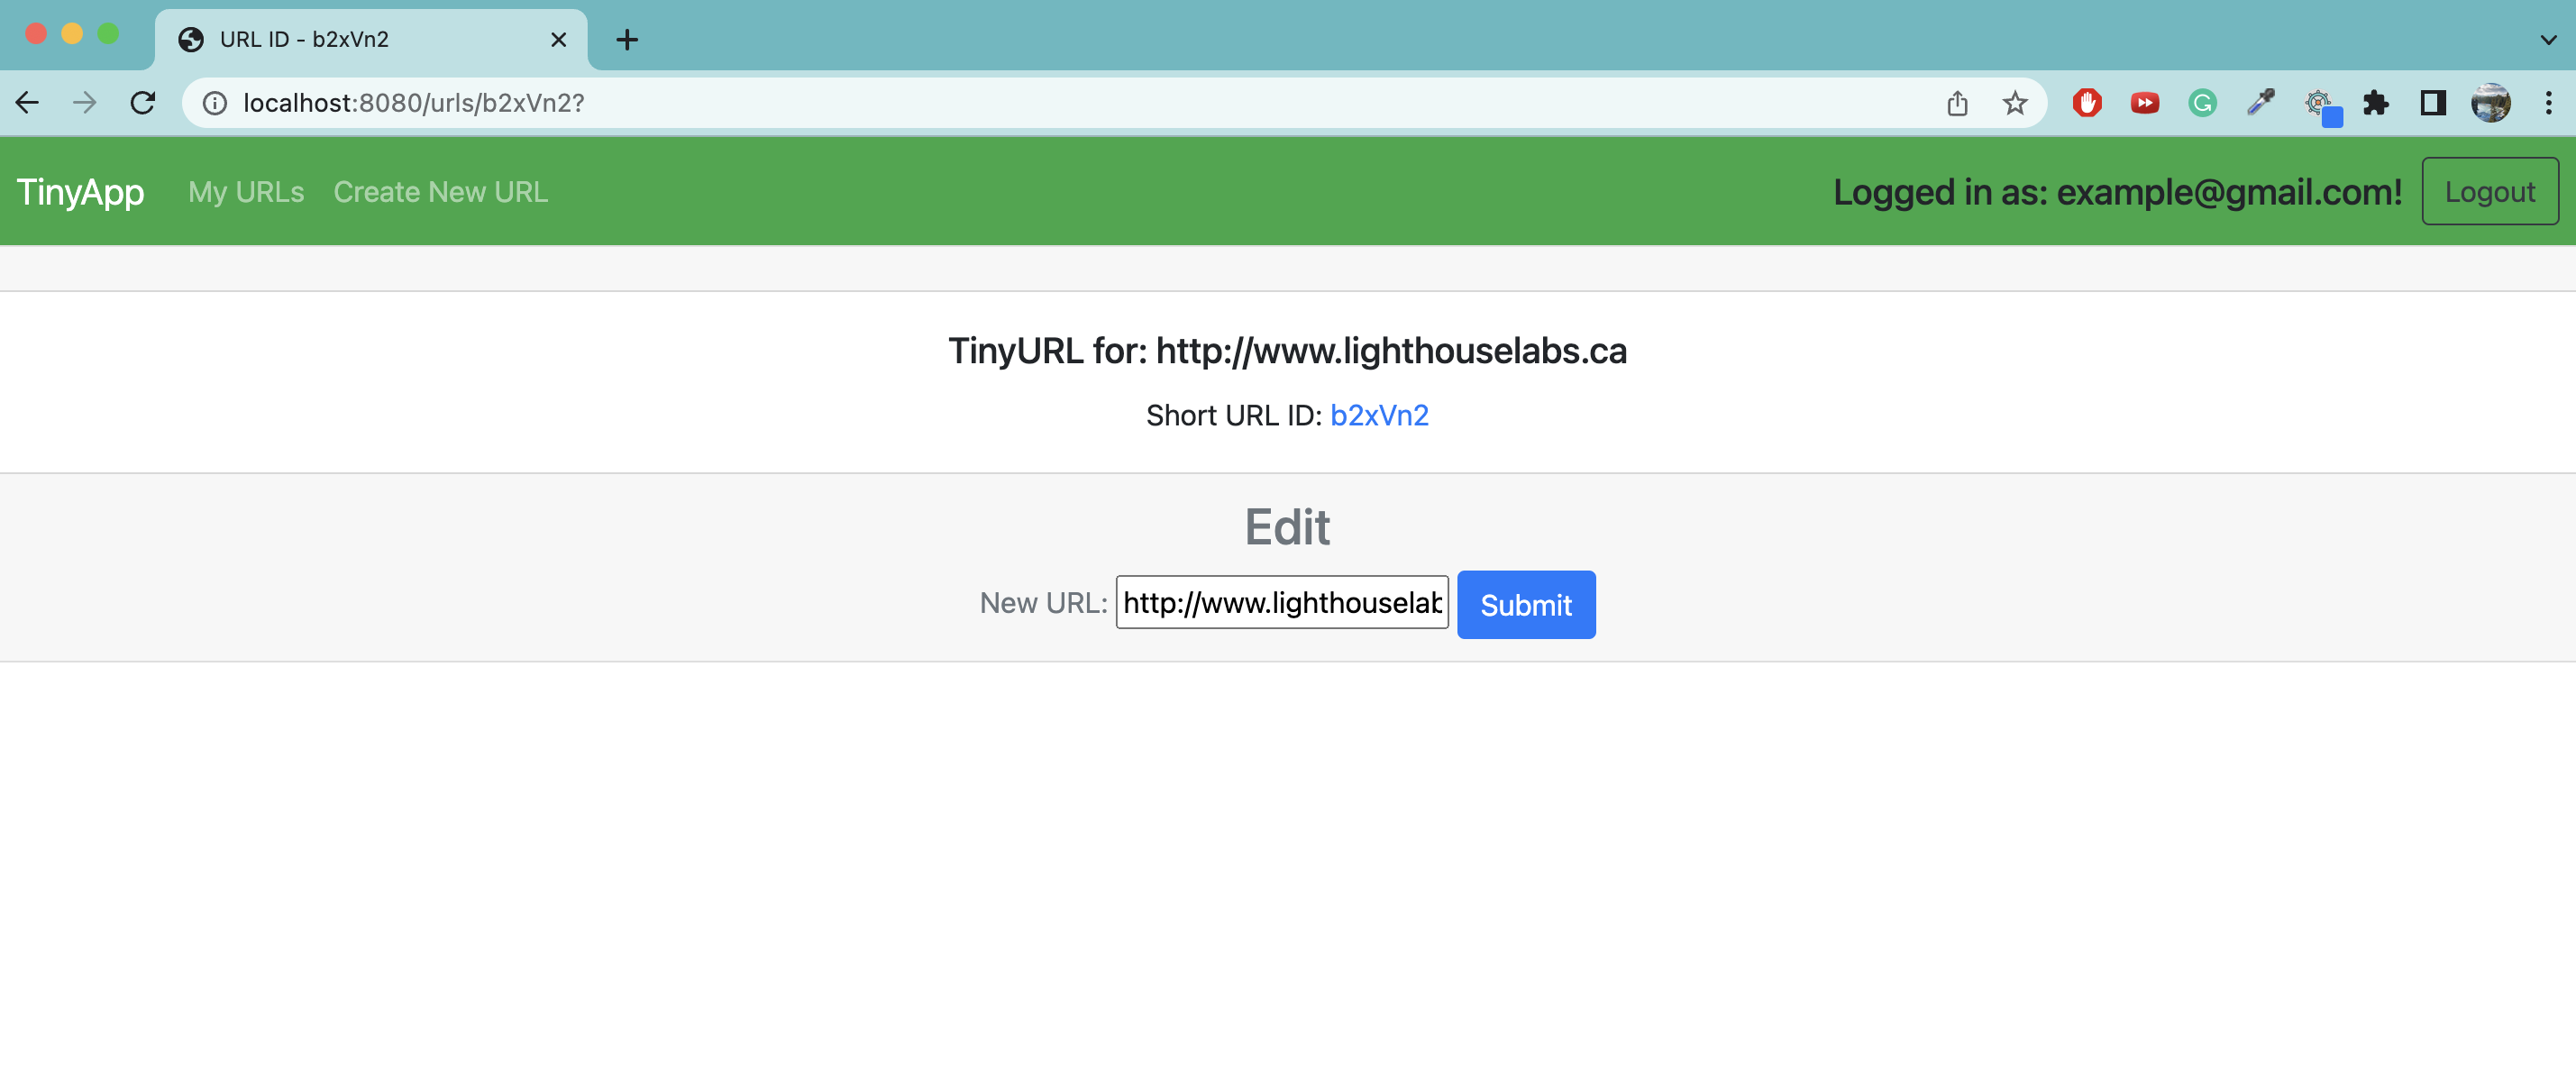 URL ID - b2xVn2
localhost:8080/urls/b2xVn2?
TinyApp My URLs Create New URL Logged in as: example@gmail.com! Logout
TinyURL for: http://www.lighthouselabs.ca
Short URL ID: b2xVn2
Edit
New URL: http://www.lighthouselab Submit